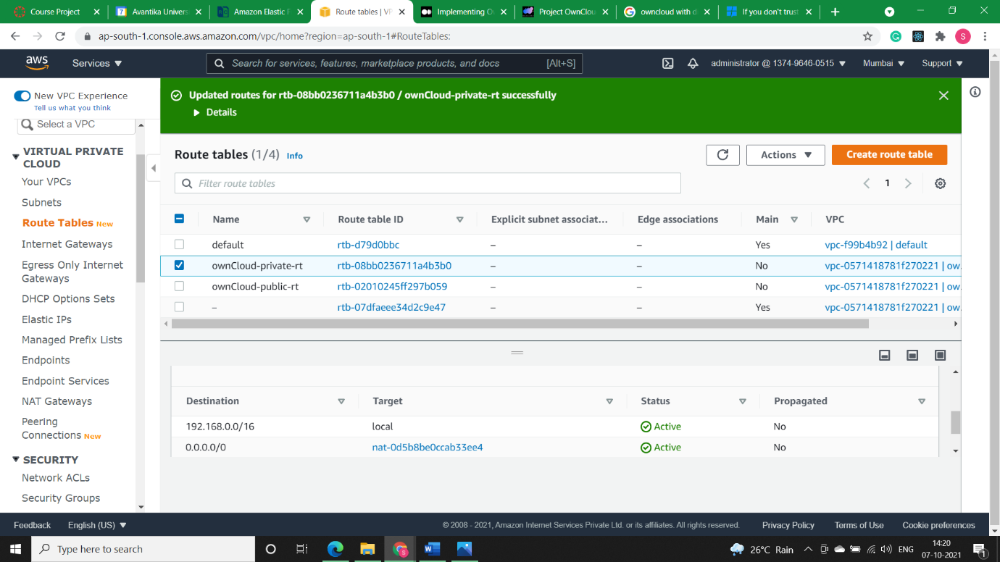 Course Project
Avantika Univers
Amazon Elastic F
Route tables | VP
Implementing O
Project OwnClou
owncloud with d
If you don't trust
ap-south-1.console.aws.amazon.com/vpc/home?region=ap-south-1#RouteTables:
S
aws
Services
Search for services, features, marketplace products, and docs
[Alt+S]
administrator @ 1374-9646-0515
Mumbai
Support
New VPC Experience
Tell us what you think
Select a VPC
VIRTUAL PRIVATE
CLOUD
Your VPCs
Subnets
Route Tables New
Internet Gateways
Egress Only Internet
Gateways
DHCP Options Sets
Elastic IPs
Managed Prefix Lists
Endpoints
Endpoint Services
NAT Gateways
Peering
Connections New
SECURITY
Network ACLs
Security Groups
Updated routes for rtb-08bb0236711a4b3b0 / ownCloud-private-rt successfully
Details
Route tables (1/4) Info
Actions
Create route table
Filter route tables
1
Name Route table ID Explicit subnet associat... Edge associations Main VPC
default rtb-d79d0bbc – – Yes vpc-f99b4b92 | default
ownCloud-private-rt rtb-08bb0236711a4b3b0 – – No vpc-0571418781f270221 | ow
ownCloud-public-rt rtb-02010245ff297b059 – – No vpc-0571418781f270221 | ow
– rtb-07dfaeee34d2c9e47 – – Yes vpc-0571418781f270221 | ow
Destination Target Status Propagated
192.168.0.0/16 local Active No
0.0.0.0/0 nat-0d5b8be0ccab33ee4 Active No
Feedback English (US) © 2008 - 2021, Amazon Internet Services Private Ltd. or its affiliates. All rights reserved. Privacy Policy Terms of Use Cookie preferences
Type here to search
26°C Rain
ENG
14:20
07-10-2021
1